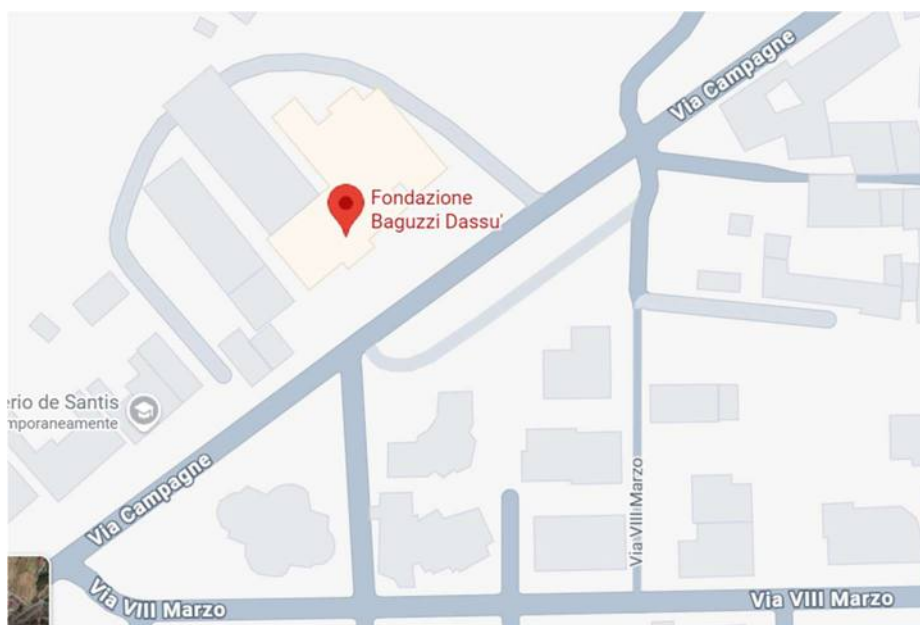 Via Campagne
Fondazione
Baguzzi Dassu'
erio de Santis
mporaneamente
Via Campagne
Via VIII Marzo
Via VIII Marzo
Via VIII Marzo